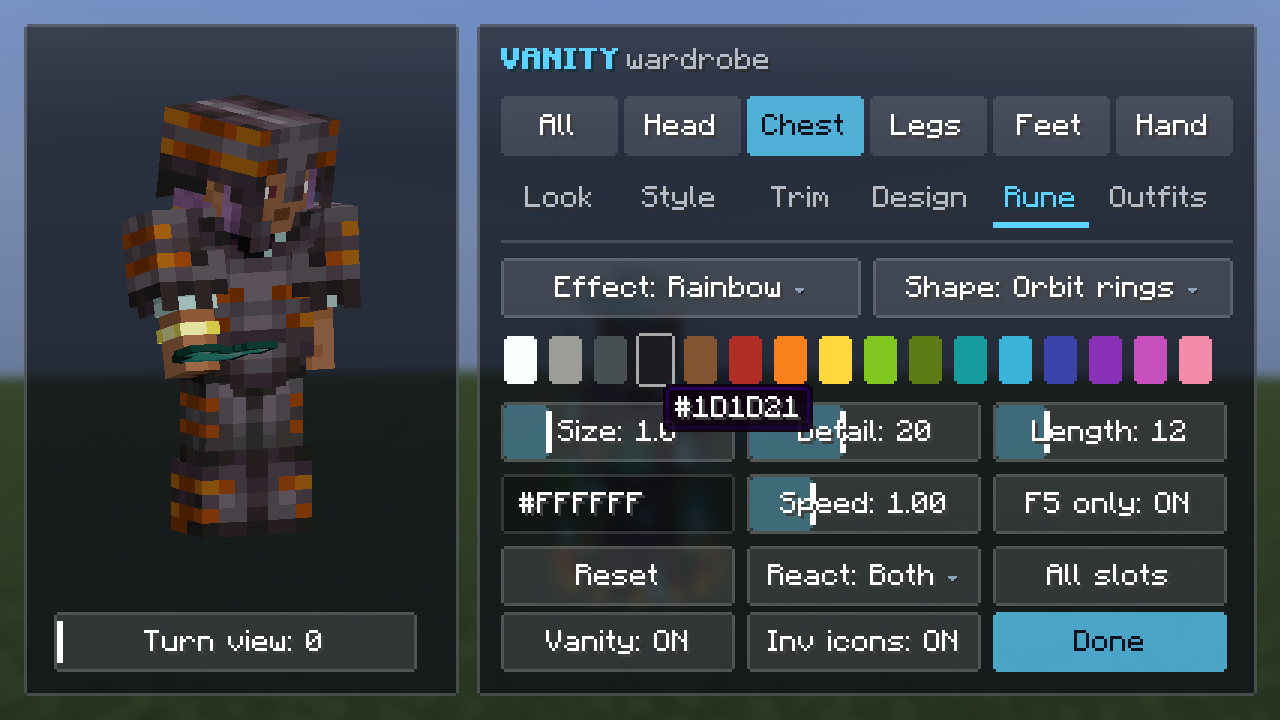 VANITY wardrobe
All Head Chest Legs Feet Hand
Look Style Trim Design Rune Outfits
Effect: Rainbow Shape: Orbit rings
#1D1D21
Size: 1.0 Detail: 20 Length: 12
#FFFFFF Speed: 1.00 F5 only: ON
Reset React: Both All slots
Turn view: 0 Vanity: ON Inv icons: ON Done